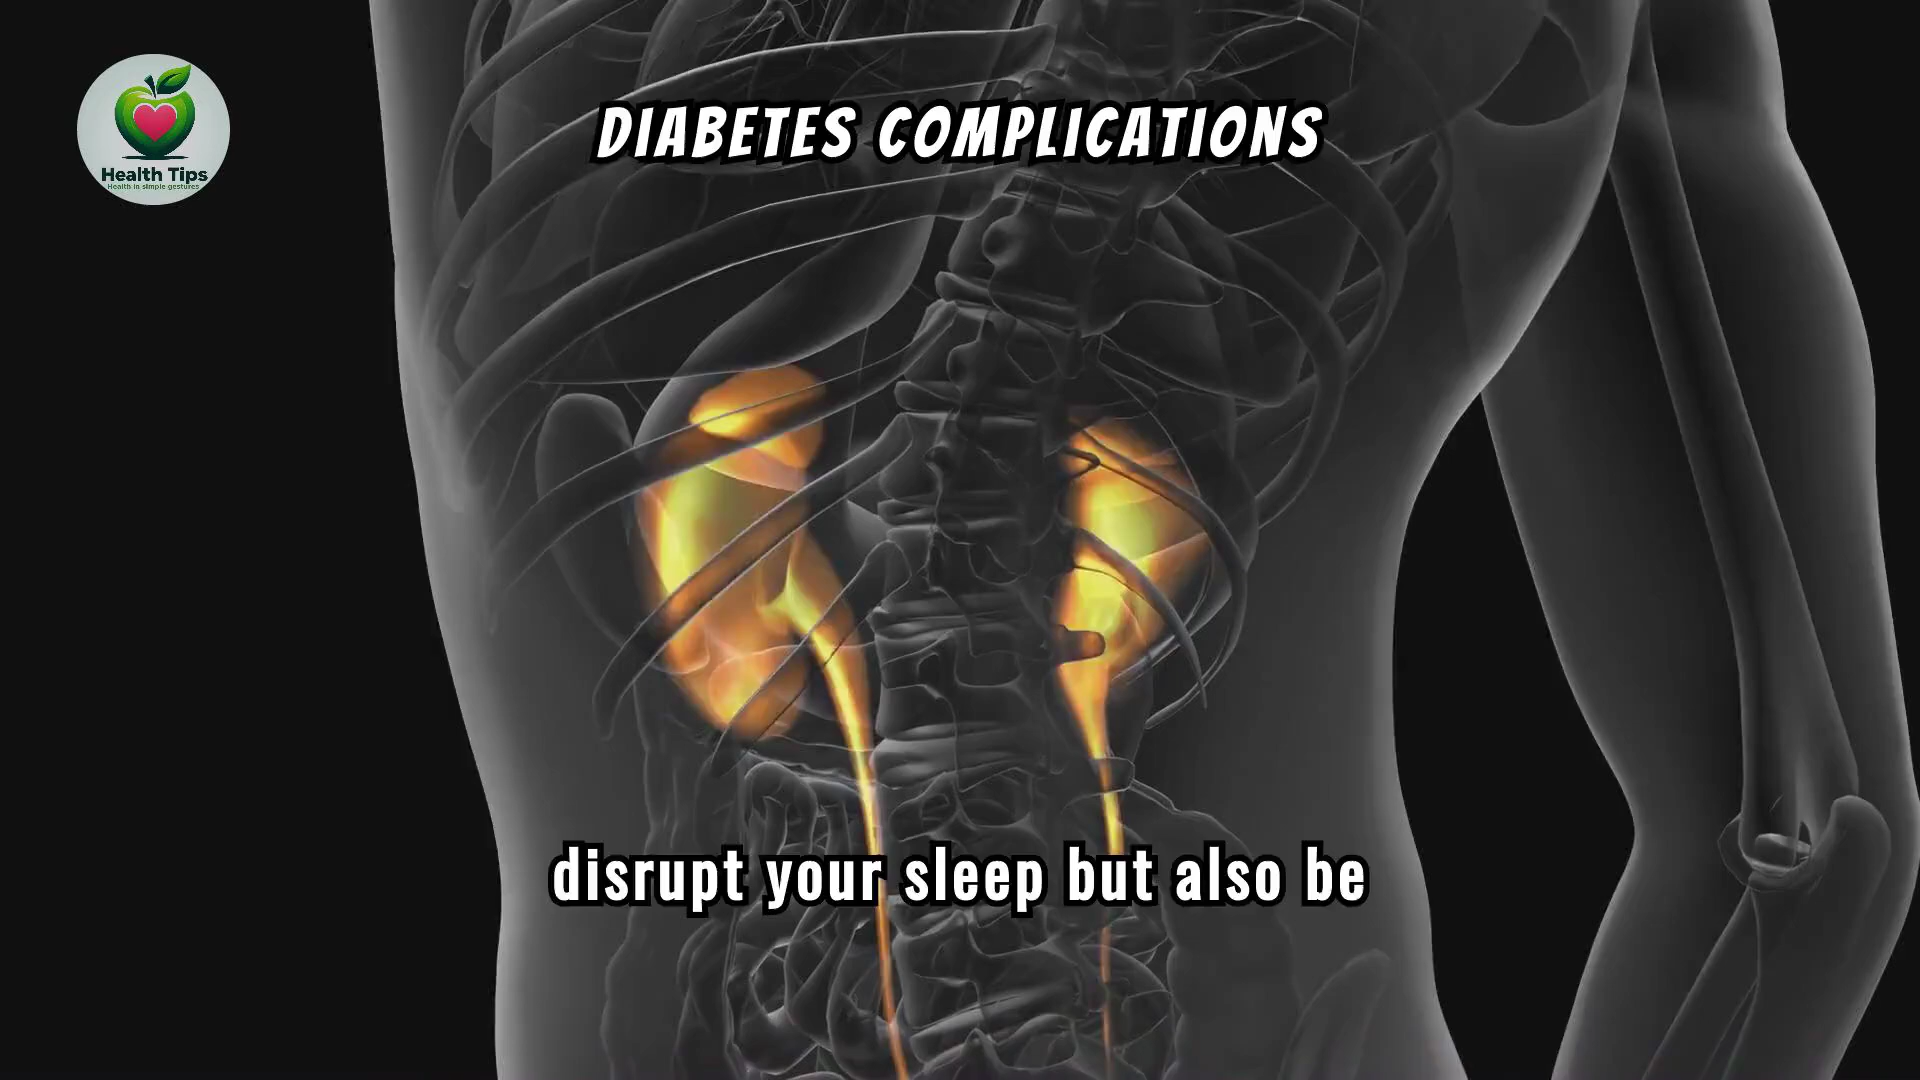 DIABETES COMPLICATIONS
Health Tips
Health in simple gestures
disrupt your sleep but also be